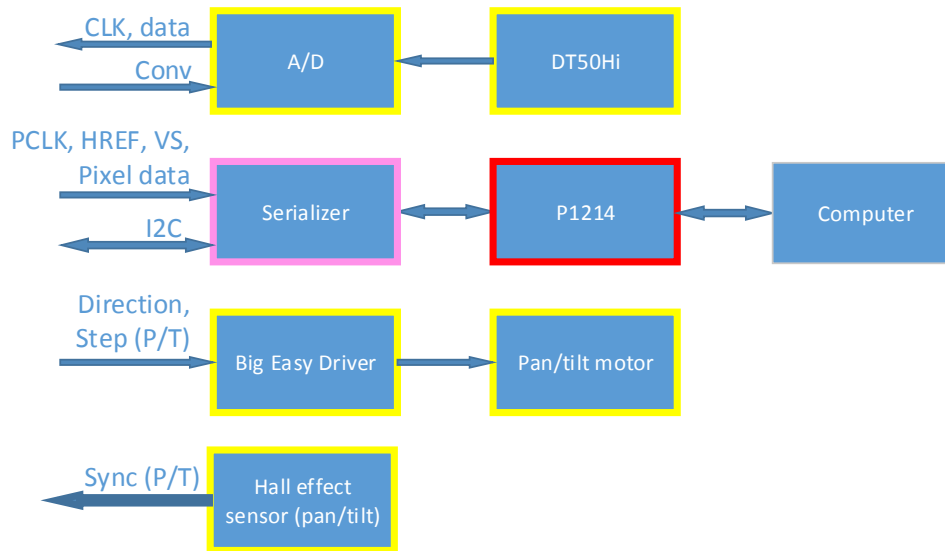 CLK, data
A/D
DT50Hi
Conv
PCLK, HREF, VS,
Pixel data
Serializer
P1214
Computer
I2C
Direction,
Step (P/T)
Big Easy Driver
Pan/tilt motor
Sync (P/T)
Hall effect
sensor (pan/tilt)